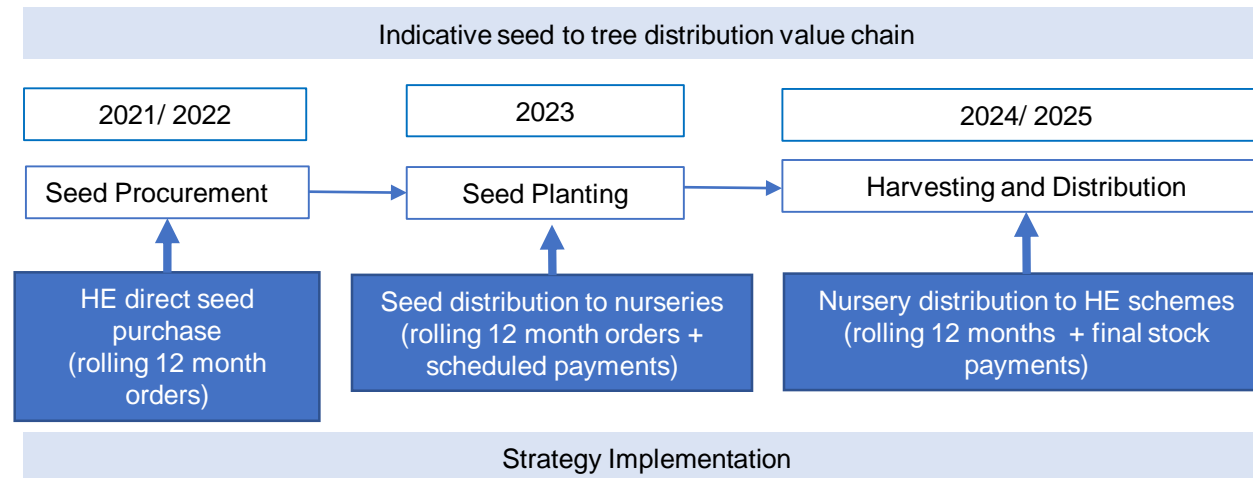 Indicative seed to tree distribution value chain
2021/ 2022
2023
2024/ 2025
Seed Procurement
Seed Planting
Harvesting and Distribution
HE direct seed
purchase
(rolling 12 month
orders)
Seed distribution to nurseries
(rolling 12 month orders +
scheduled payments)
Nursery distribution to HE schemes
(rolling 12 months + final stock
payments)
Strategy Implementation